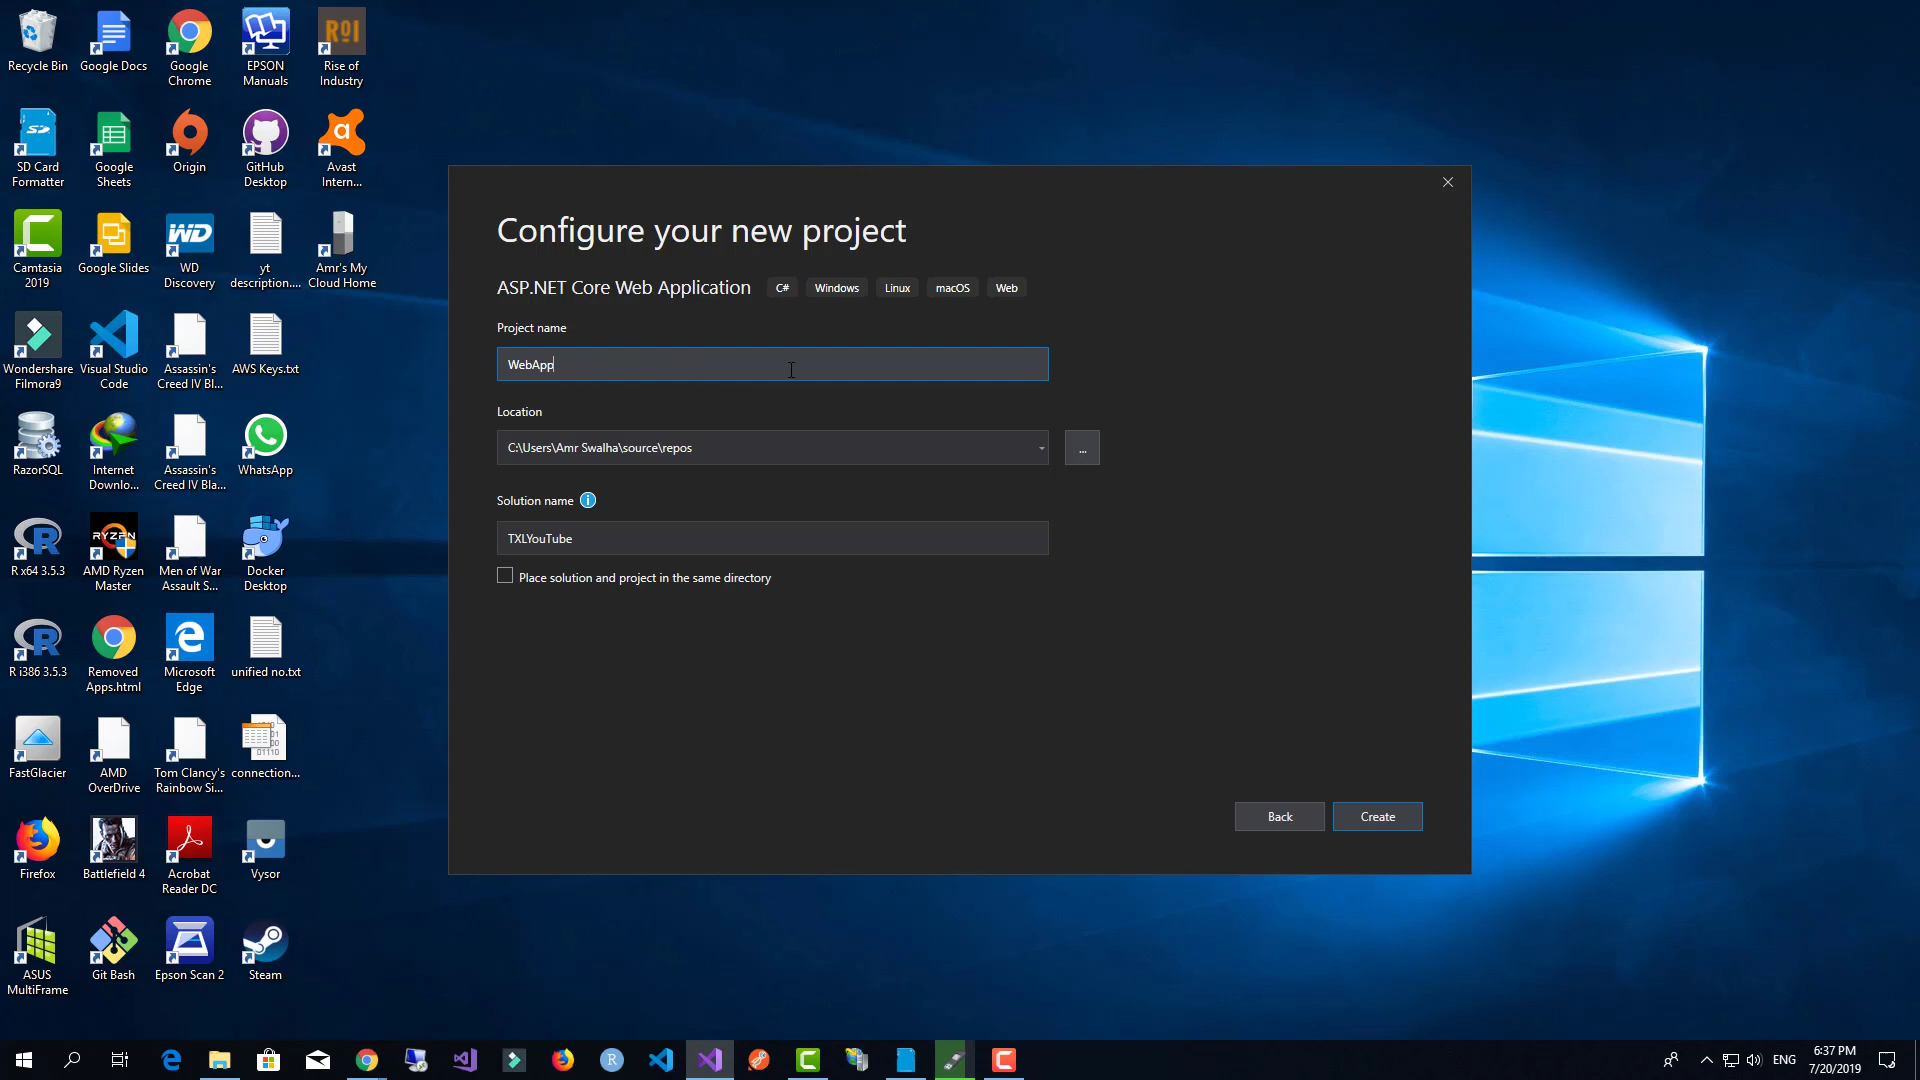 Recycle Bin
Google Docs
Google
Chrome
EPSON
Manuals
ROI
Rise of
Industry
SD
SD Card
Formatter
Google
Sheets
Origin
GitHub
Desktop
a
Avast
Intern...
Camtasia
2019
Google Slides
WD
WD
Discovery
yt
description....
Amr's My
Cloud Home
Wondershare
Filmora9
Visual Studio
Code
Assassin's
Creed IV Bl...
AWS Keys.txt
RazorSQL
Internet
Downlo...
Assassin's
Creed IV Bla...
WhatsApp
R x64 3.5.3
RYZEN
AMD Ryzen
Master
Men of War
Assault S...
Docker
Desktop
R i386 3.5.3
Removed
Apps.html
Microsoft
Edge
unified no.txt
FastGlacier
AMD
OverDrive
Tom Clancy's
Rainbow Si...
connection...
Firefox
Battlefield 4
Acrobat
Reader DC
Vysor
ASUS
MultiFrame
Git Bash
Epson Scan 2
Steam
Configure your new project
ASP.NET Core Web Application
C#
Windows
Linux
macOS
Web
Project name
WebApp
Location
C:\Users\Amr Swalha\source\repos
...
Solution name
TXLYouTube
Place solution and project in the same directory
Back
Create
ENG
6:37 PM
7/20/2019